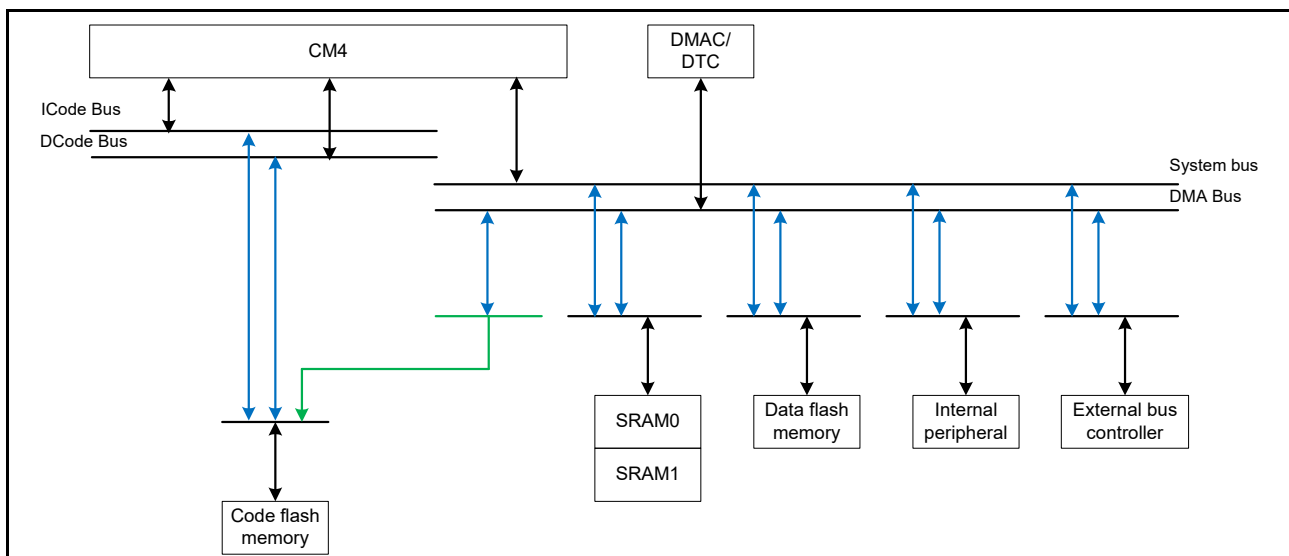 CM4
DMAC/
DTC
ICode Bus
DCode Bus
System bus
DMA Bus
SRAM0
SRAM1
Data flash
memory
Internal
peripheral
External bus
controller
Code flash
memory